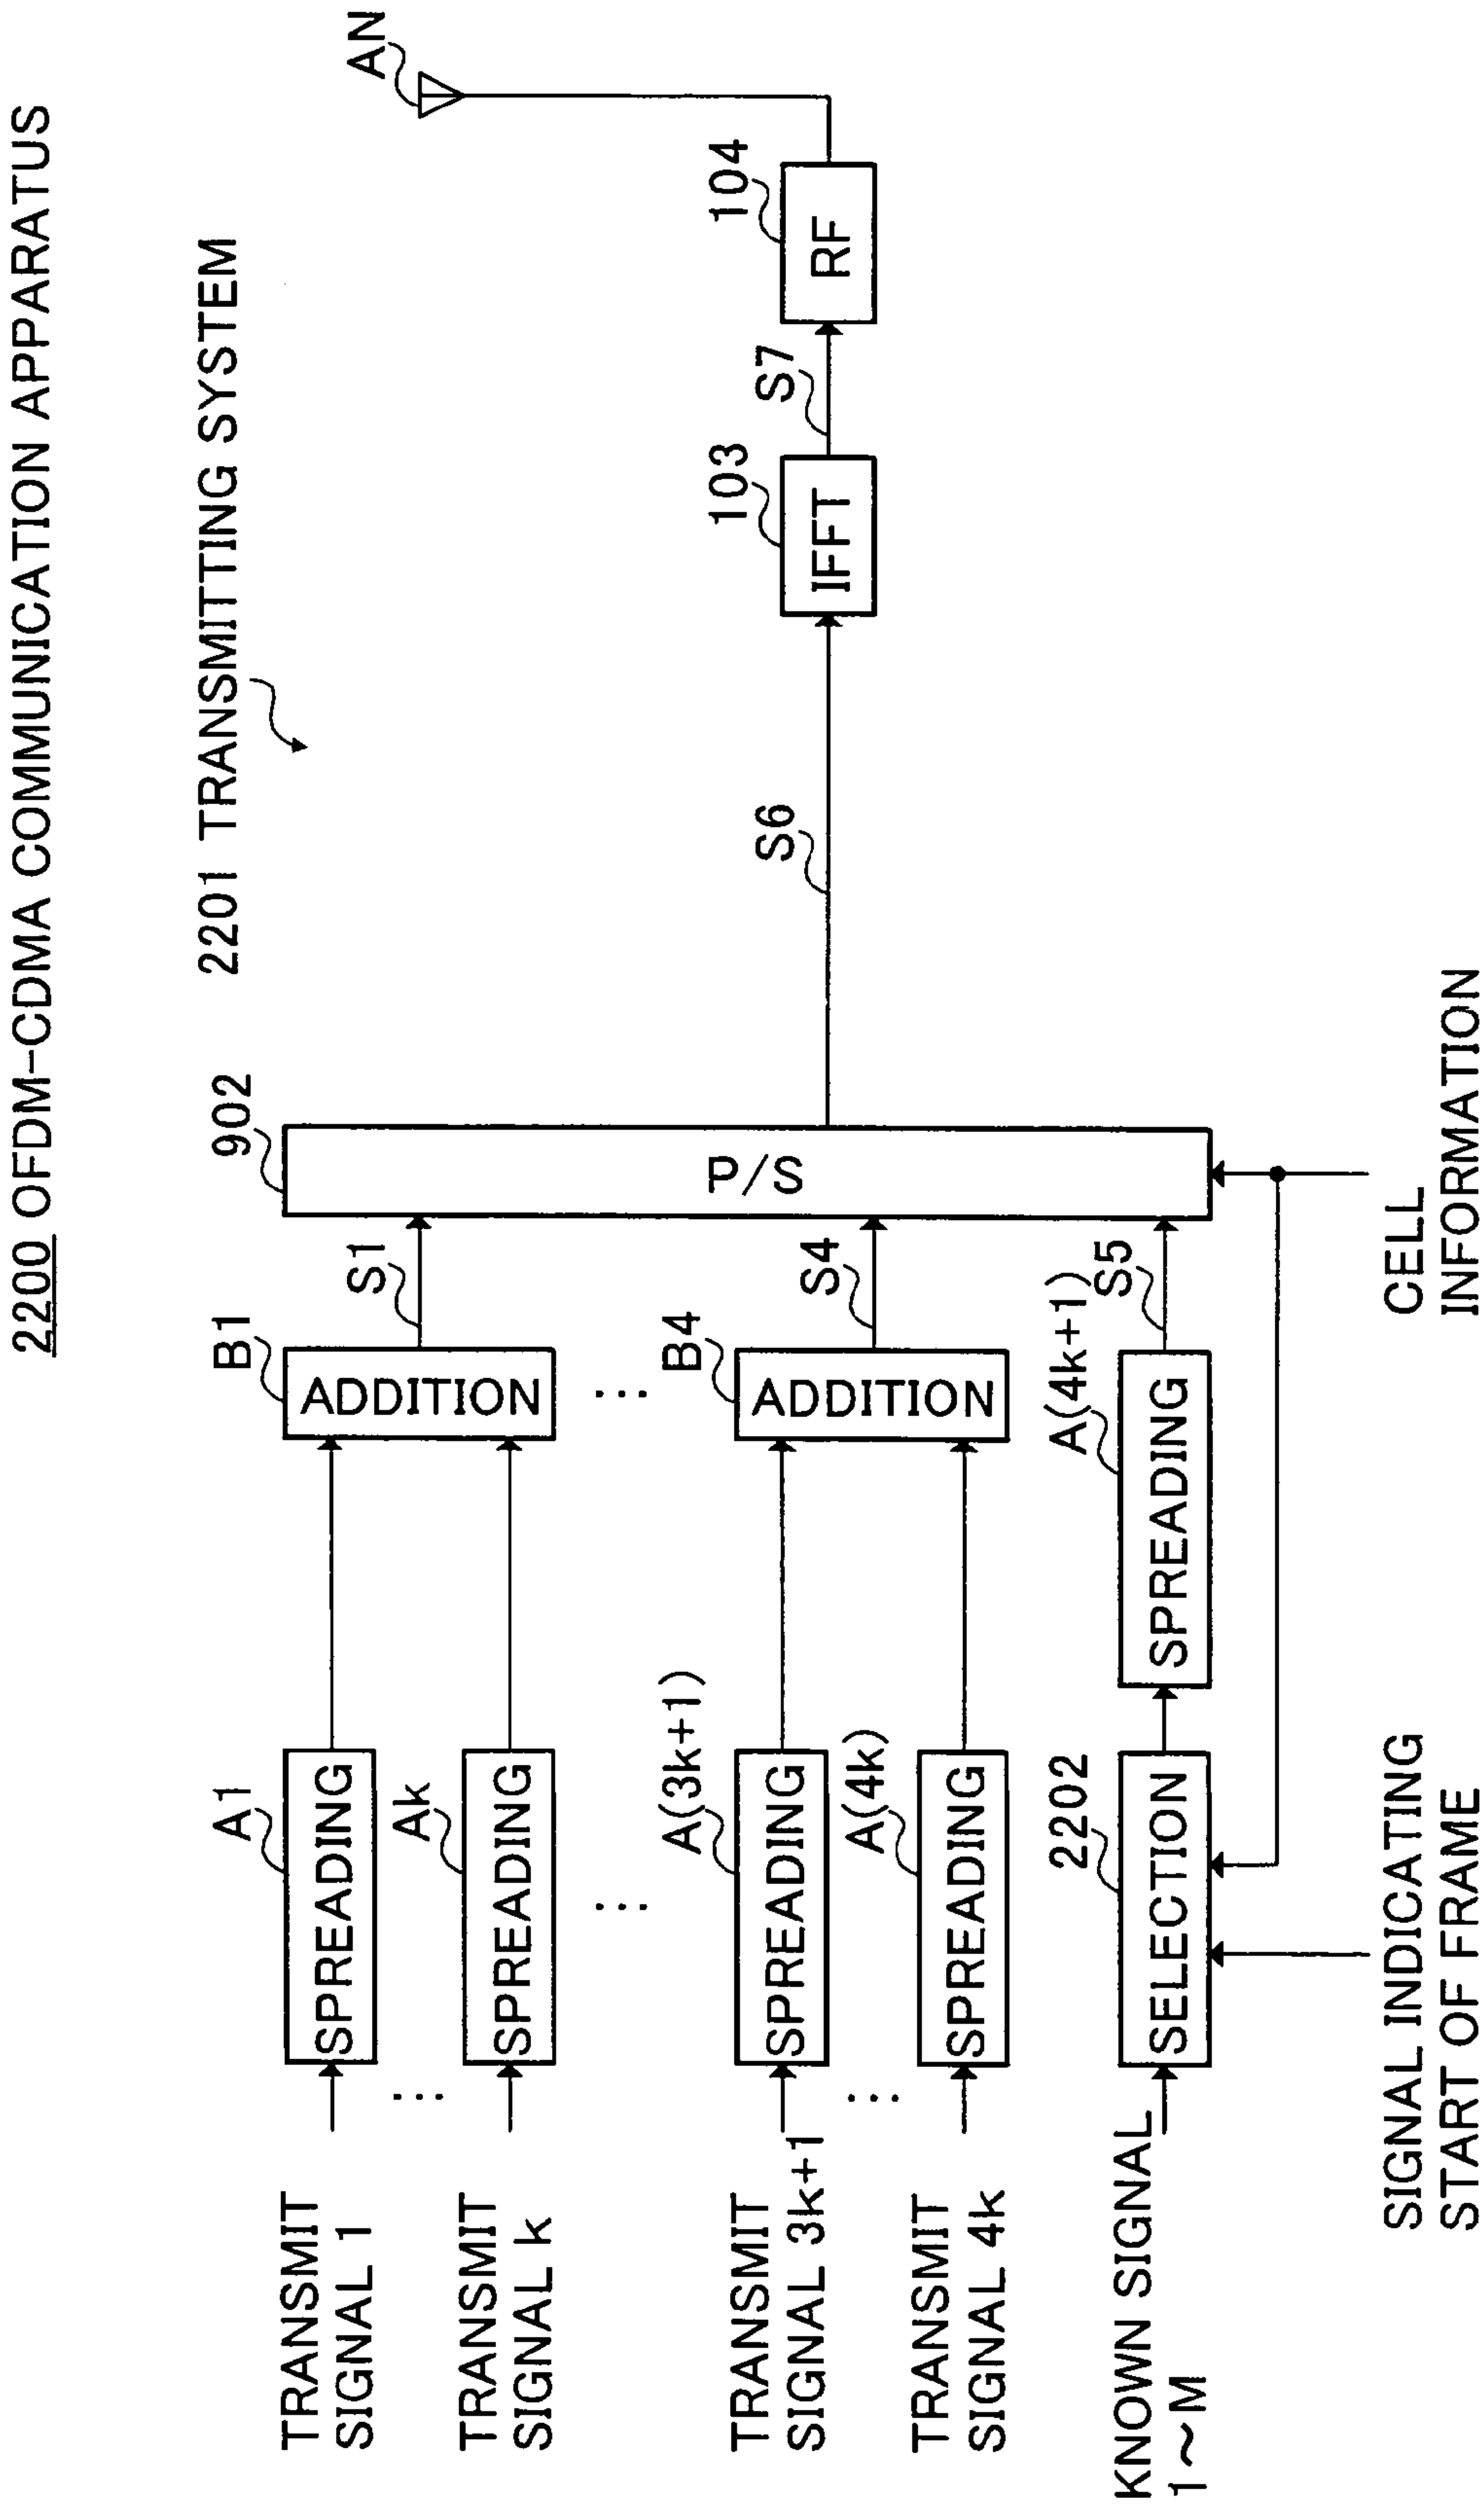 2200 OFDM-CDMA COMMUNICATION APPARATUS
2201 TRANSMITTING SYSTEM
TRANSMIT
SIGNAL 1
A1
SPREADING
B1
ADDITION
S1
902
P/S
AN
TRANSMIT
SIGNAL k
Ak
SPREADING
...
...
...
TRANSMIT
SIGNAL 3k+1
A(3k+1)
SPREADING
B4
ADDITION
S4
S6
103
IFFT
S7
104
RF
...
TRANSMIT
SIGNAL 4k
A(4k)
SPREADING
KNOWN SIGNAL
1~M
2202
SELECTION
A(4k+1)
SPREADING
S5
SIGNAL INDICATING
START OF FRAME
CELL
INFORMATION